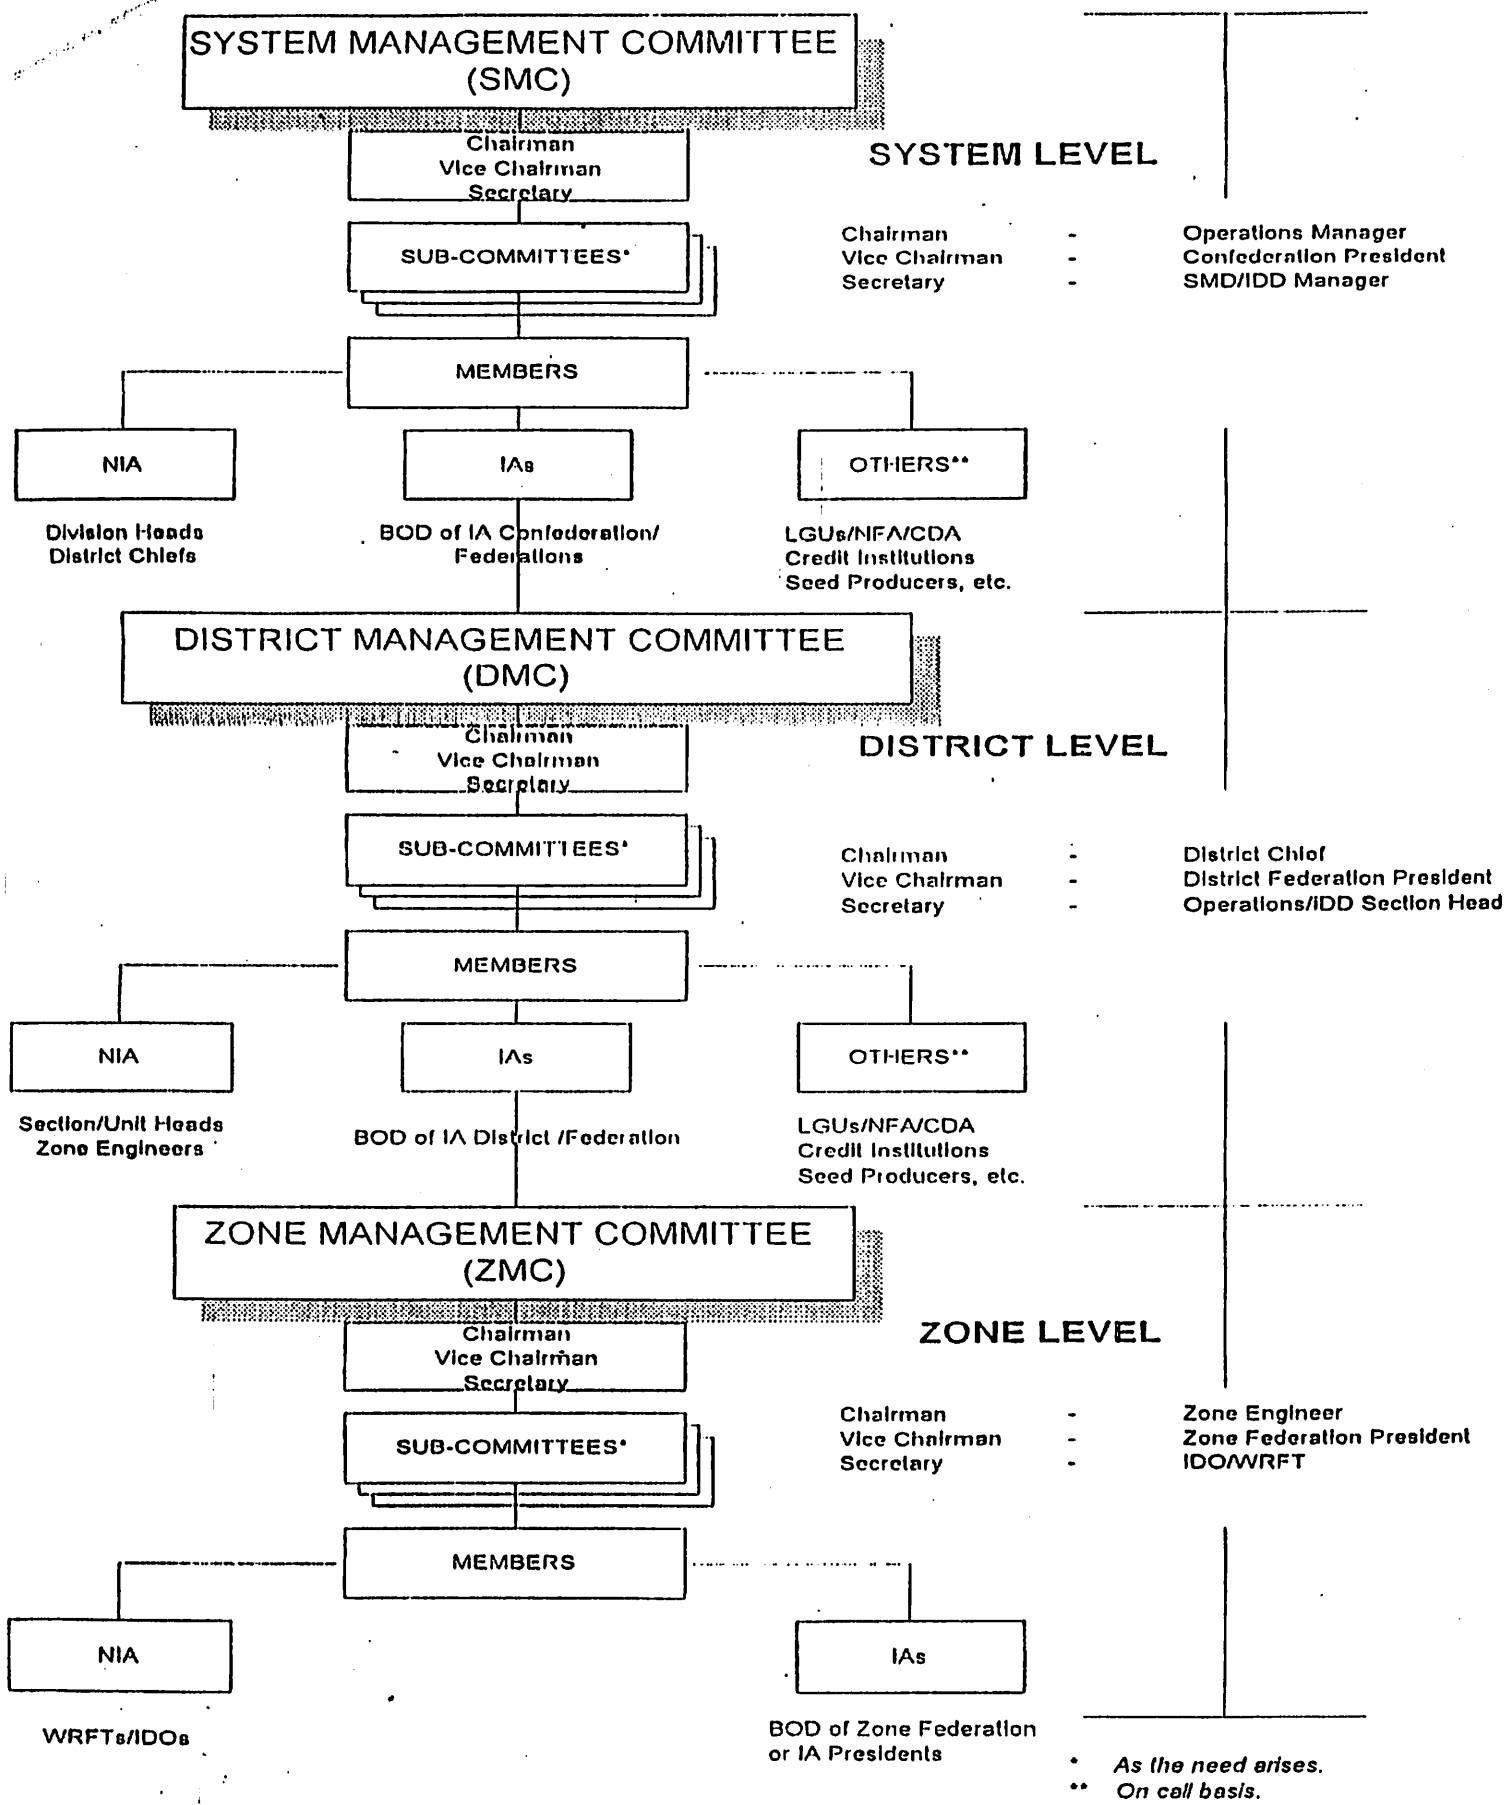 SYSTEM MANAGEMENT COMMITTEE
(SMC)
Chairman
Vice Chairman
Secretary
SYSTEM LEVEL
SUB-COMMITTEES*
Chairman - Operations Manager
Vice Chairman - Confederation President
Secretary - SMD/IDD Manager
MEMBERS
NIA
IAs
OTHERS**
Division Heads
District Chiefs
BOD of IA Confederation/
Federations
LGUs/NFA/CDA
Credit Institutions
Seed Producers, etc.
DISTRICT MANAGEMENT COMMITTEE
(DMC)
Chairman
Vice Chairman
Secretary
DISTRICT LEVEL
SUB-COMMITTEES*
Chairman - District Chief
Vice Chairman - District Federation President
Secretary - Operations/IDD Section Head
MEMBERS
NIA
IAs
OTHERS**
Section/Unit Heads
Zone Engineers
BOD of IA District /Federation
LGUs/NFA/CDA
Credit Institutions
Seed Producers, etc.
ZONE MANAGEMENT COMMITTEE
(ZMC)
Chairman
Vice Chairman
Secretary
ZONE LEVEL
SUB-COMMITTEES*
Chairman - Zone Engineer
Vice Chairman - Zone Federation President
Secretary - IDO/WRFT
MEMBERS
NIA
IAs
WRFTs/IDOs
BOD of Zone Federation
or IA Presidents
* As the need arises.
** On call basis.